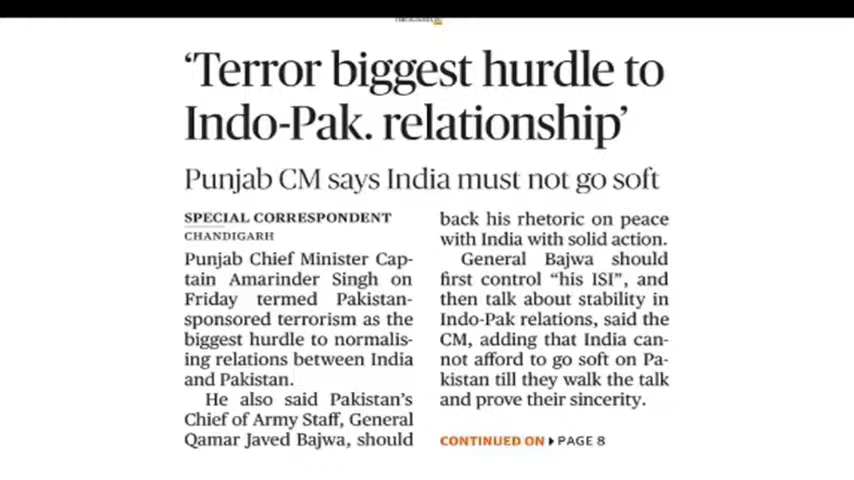 ‘Terror biggest hurdle to
Indo-Pak. relationship’
Punjab CM says India must not go soft
SPECIAL CORRESPONDENT
CHANDIGARH
Punjab Chief Minister Cap-
tain Amarinder Singh on
Friday termed Pakistan-
sponsored terrorism as the
biggest hurdle to normalis-
ing relations between India
and Pakistan.
He also said Pakistan’s
Chief of Army Staff, General
Qamar Javed Bajwa, should
back his rhetoric on peace
with India with solid action.
General Bajwa should
first control “his ISI”, and
then talk about stability in
Indo-Pak relations, said the
CM, adding that India can-
not afford to go soft on Pa-
kistan till they walk the talk
and prove their sincerity.
CONTINUED ON PAGE 8